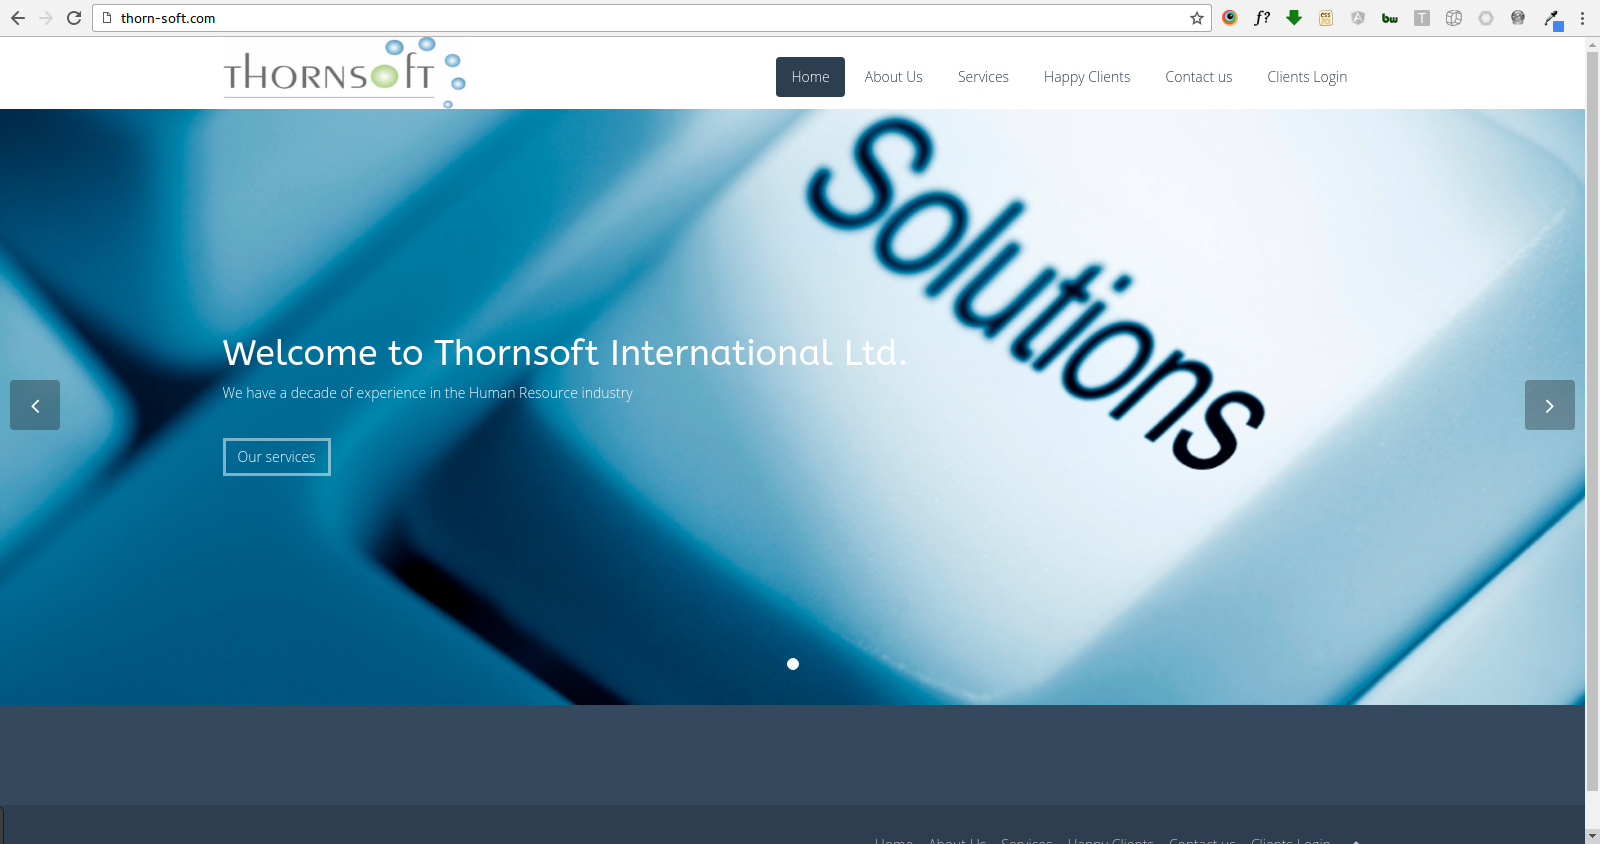 thorn-soft.com
f?
ess
A
bw
T
THORNSOFT
Home About Us Services Happy Clients Contact us Clients Login
Solutions
Welcome to Thornsoft International Ltd.
We have a decade of experience in the Human Resource industry
Our services
Home About Us Services Happy Clients Contact us Clients Login